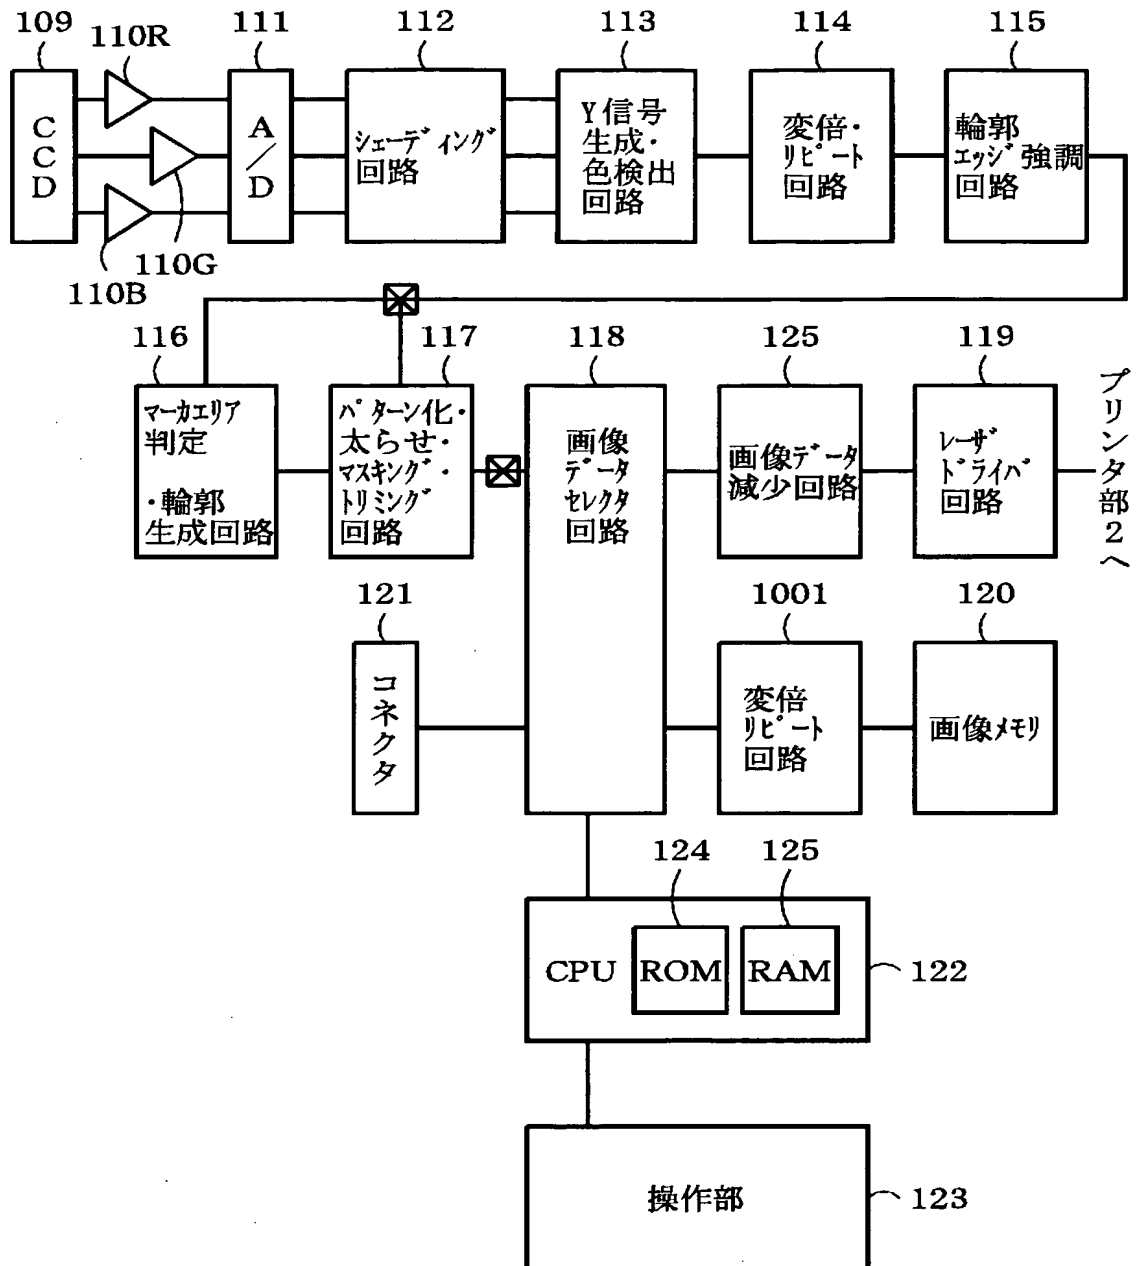 109
110R
111
112
113
114
115
CCD
A/D
シェーディング
回路
Y信号
生成・
色検出
回路
変倍・
リピート
回路
輪郭
エッジ強調
回路
110G
110B
116
117
118
125
119
マーカエリア
判定
・輪郭
生成回路
パターン化・
太らせ・
マスキング・
トリミング
回路
画像
データ
セレクタ
回路
画像データ
減少回路
レーザ
ドライバ
回路
プリンタ部2へ
121
1001
120
コネクタ
変倍
リピート
回路
画像メモリ
124
125
CPU
ROM
RAM
122
操作部
123